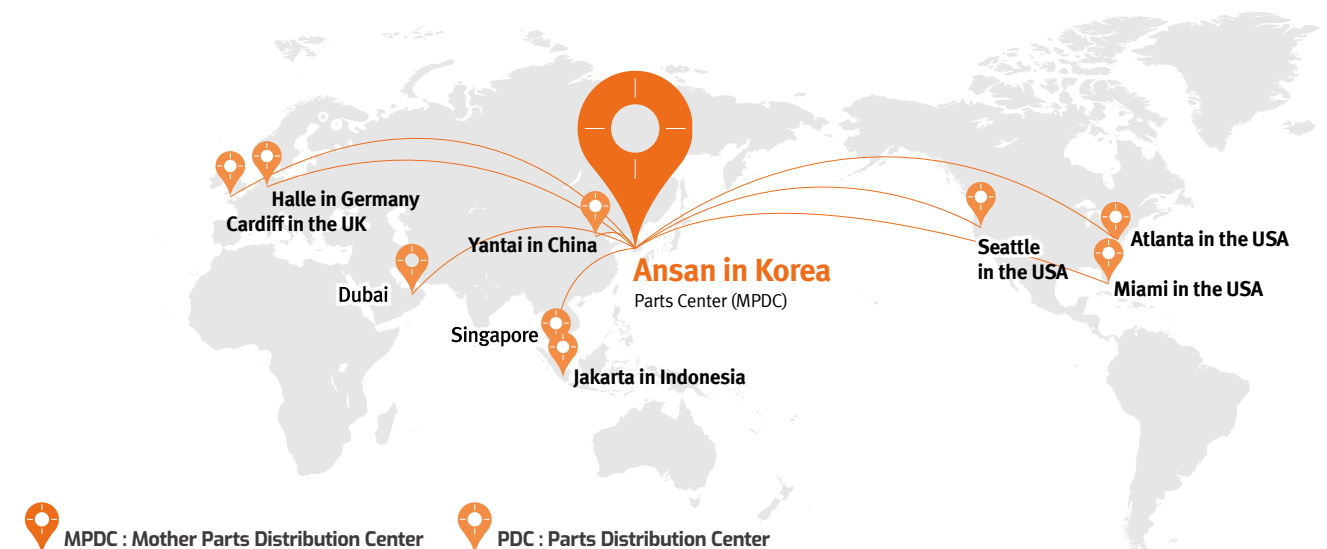 Halle in Germany
Cardiff in the UK
Yantai in China
Dubai
Singapore
Jakarta in Indonesia
Ansan in Korea
Parts Center (MPDC)
Seattle
in the USA
Atlanta in the USA
Miami in the USA
MPDC : Mother Parts Distribution Center
PDC : Parts Distribution Center